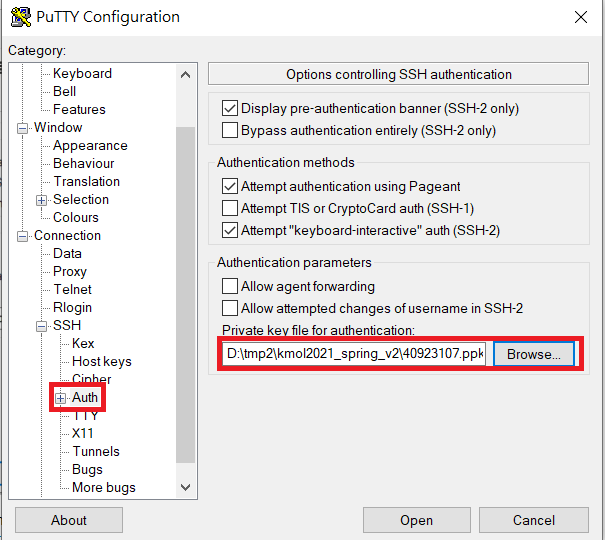 PuTTY Configuration
Category:
Keyboard
Bell
Features
Window
Appearance
Behaviour
Translation
Selection
Colours
Connection
Data
Proxy
Telnet
Rlogin
SSH
Kex
Host keys
Cipher
Auth
TTY
X11
Tunnels
Bugs
More bugs
Options controlling SSH authentication
Display pre-authentication banner (SSH-2 only)
Bypass authentication entirely (SSH-2 only)
Authentication methods
Attempt authentication using Pageant
Attempt TIS or CryptoCard auth (SSH-1)
Attempt "keyboard-interactive" auth (SSH-2)
Authentication parameters
Allow agent forwarding
Allow attempted changes of username in SSH-2
Private key file for authentication:
D:\tmp2\kmol2021_spring_v2\40923107.ppk Browse...
About Open Cancel